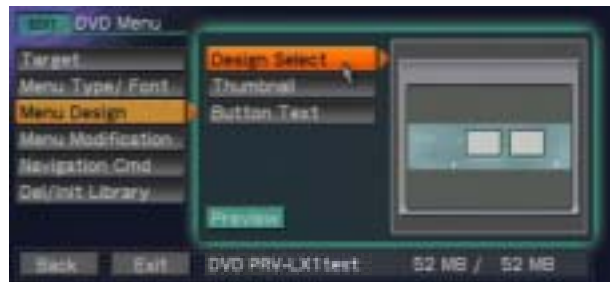 EDIT DVD Menu
Target
Menu Type/ Font
Menu Design
Menu Modification
Navigation Cmd
Del/Init Library
Design Select
Thumbnail
Button Text
Preview
Back
Exit
DVD PRV-LX1test
52 MB / 52 MB